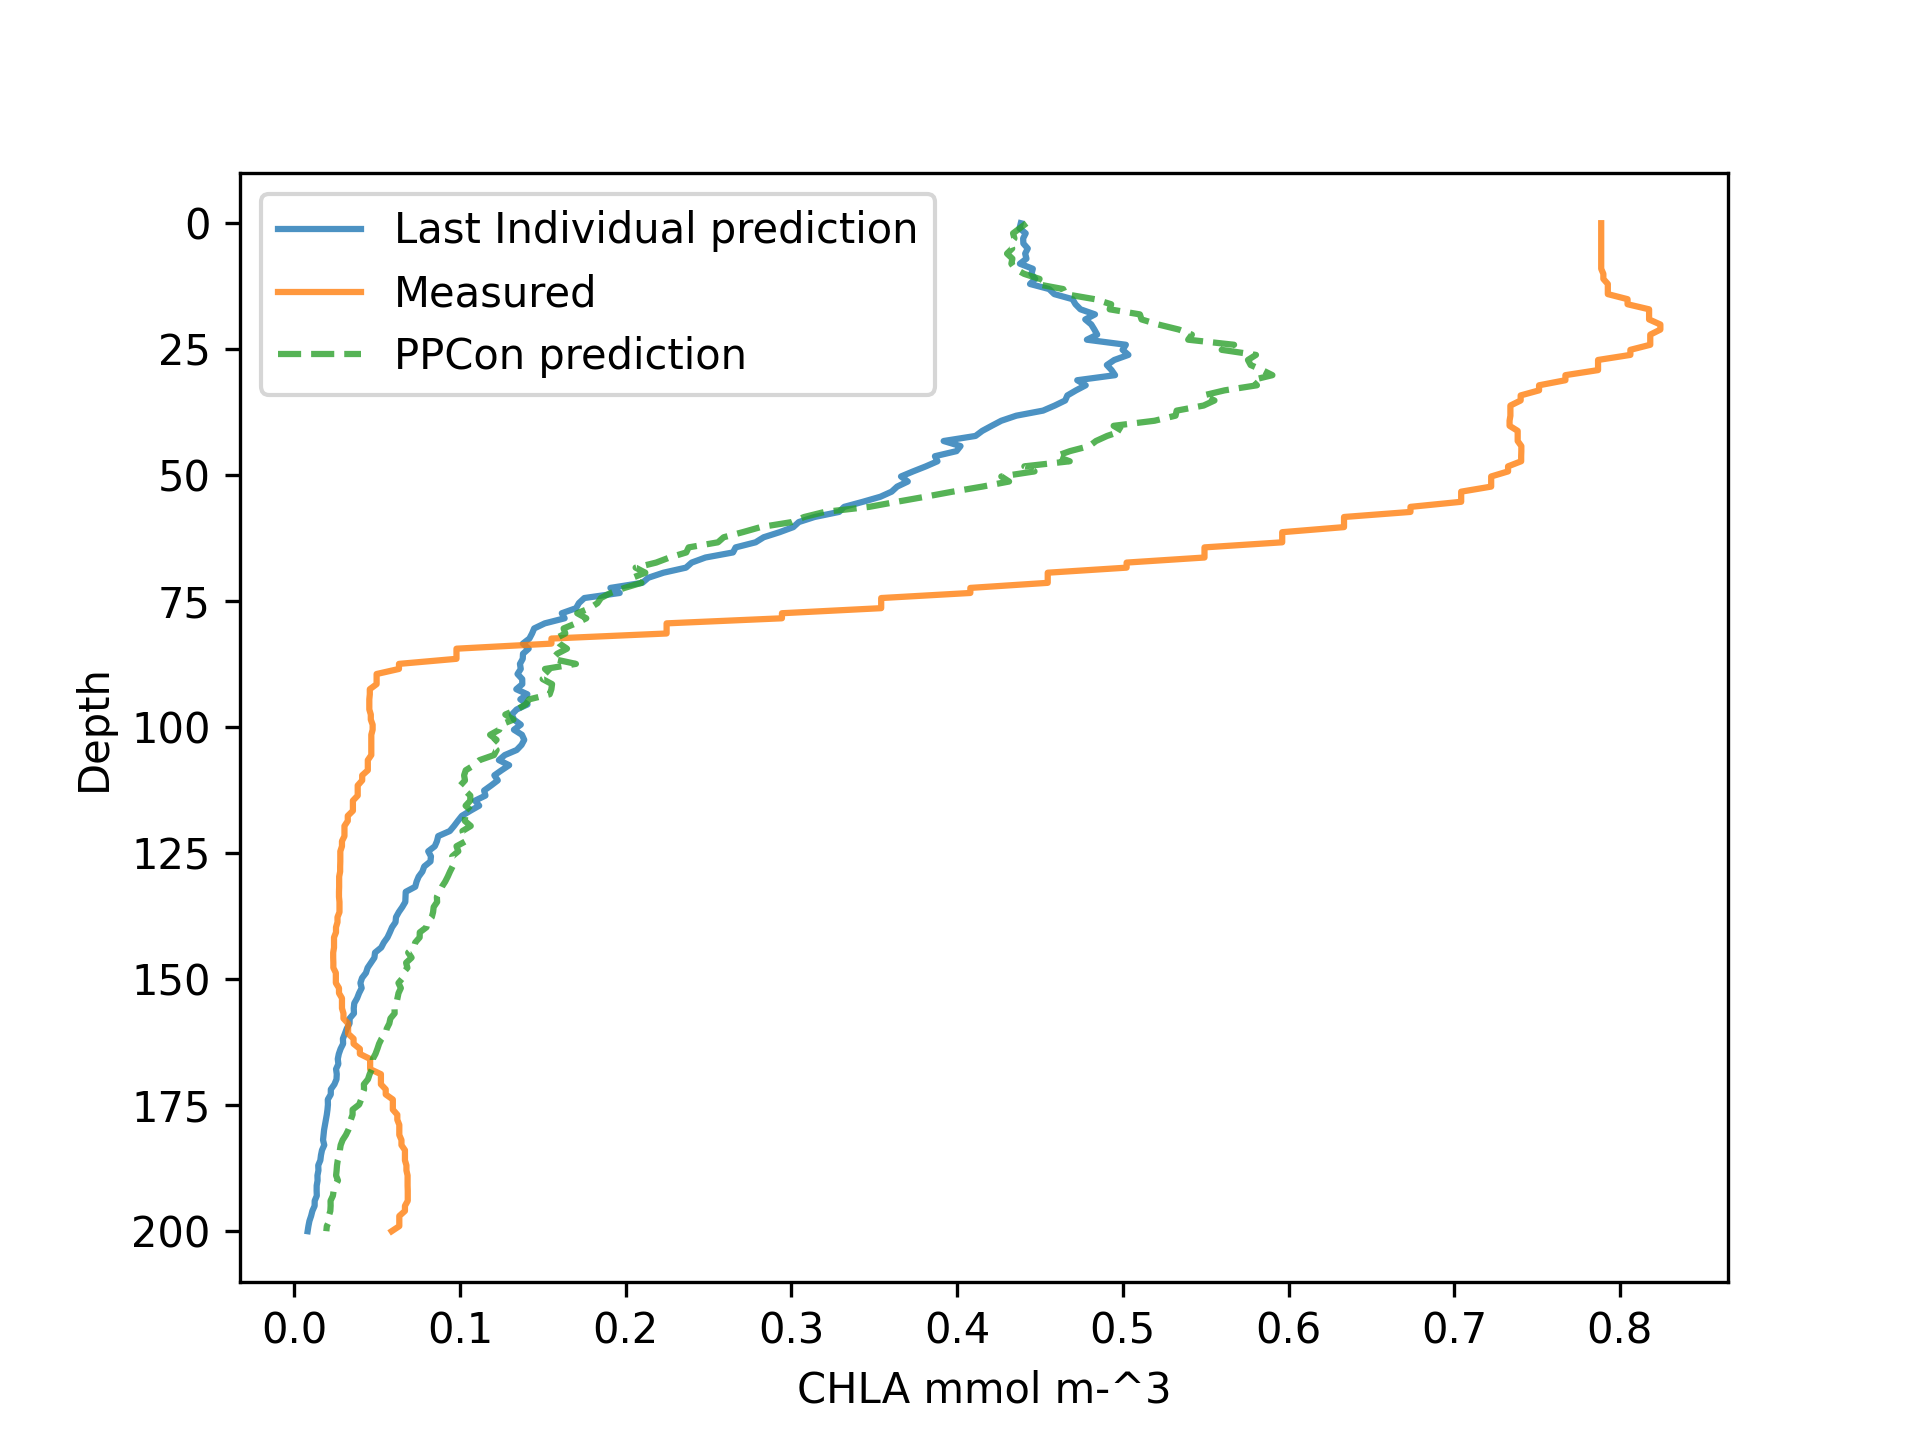 Last Individual prediction
Measured
PPCon prediction
0
25
50
75
100
125
150
175
200
Depth
0.0 0.1 0.2 0.3 0.4 0.5 0.6 0.7 0.8
CHLA mmol m-^3